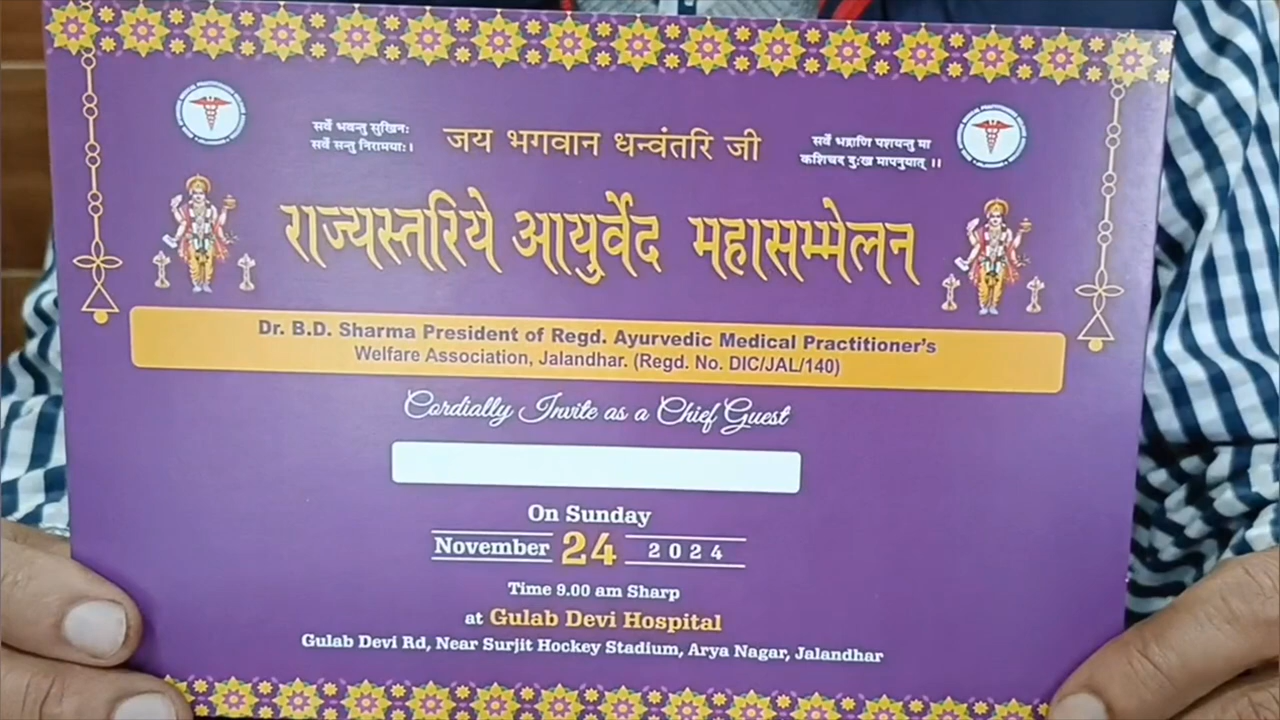 सर्वे भवन्तु सुखिनः
सर्वे सन्तु निरामयाः।
जय भगवान धन्वंतरि जी
सर्वे भद्राणि पशयन्तु मा
कशिचद दुःख मापनुयात् ।।
राज्यस्तरिये आयुर्वेद महासम्मेलन
Dr. B.D. Sharma President of Regd. Ayurvedic Medical Practitioner's
Welfare Association, Jalandhar. (Regd. No. DIC/JAL/140)
Cordially Invite as a Chief Guest
On Sunday
November 24 2024
Time 9.00 am Sharp
at Gulab Devi Hospital
Gulab Devi Rd, Near Surjit Hockey Stadium, Arya Nagar, Jalandhar